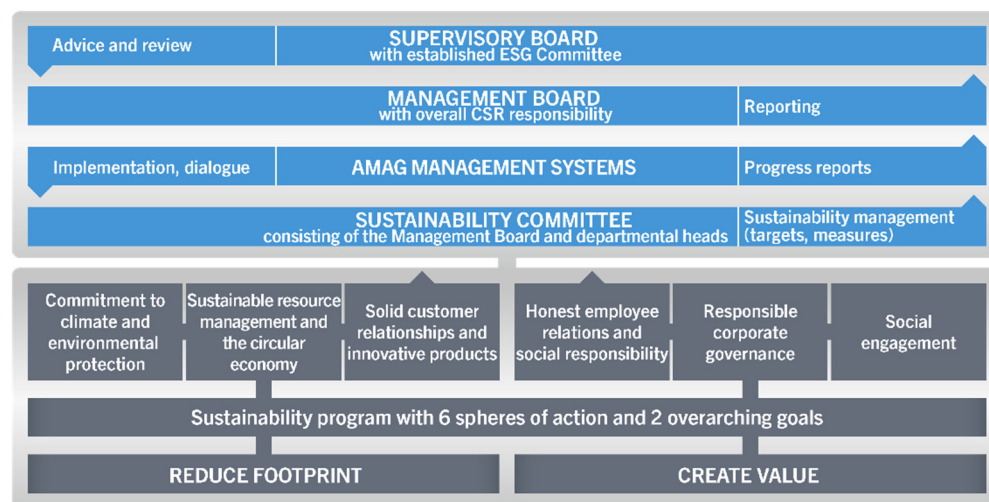 Advice and review
SUPERVISORY BOARD
with established ESG Committee
MANAGEMENT BOARD
with overall CSR responsibility
Reporting
Implementation, dialogue
AMAG MANAGEMENT SYSTEMS
Progress reports
SUSTAINABILITY COMMITTEE
consisting of the Management Board and departmental heads
Sustainability management
(targets, measures)
Commitment to
climate and
environmental
protection
Sustainable resource
management and
the circular
economy
Solid customer
relationships and
innovative products
Honest employee
relations and
social responsibility
Responsible
corporate
governance
Social
engagement
Sustainability program with 6 spheres of action and 2 overarching goals
REDUCE FOOTPRINT
CREATE VALUE